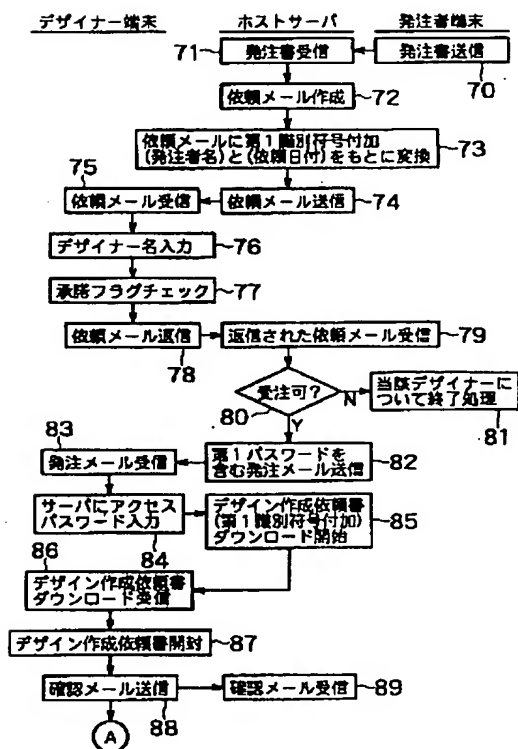 デザイナー端末 ホストサーバ 発注者端末
71 発注書受信 発注書送信 70
依頼メール作成 72
依頼メールに第1識別符号付加
(発注者名)と(依頼日付)をもとに変換 73
75 依頼メール受信 依頼メール送信 74
デザイナー名入力 76
承諾フラグチェック 77
依頼メール返信 78 返信された依頼メール受信 79
受注可? 80 N Y
当該デザイナーに
ついて終了処理 81
83 発注メール受信
第1パスワードを
含む発注メール送信 82
サーバにアクセス
パスワード入力 84
デザイン作成依頼書
(第1識別符号付加)
ダウンロード開始 85
86 デザイン作成依頼書
ダウンロード受信
デザイン作成依頼書開封 87
確認メール送信 88 確認メール受信 89
A